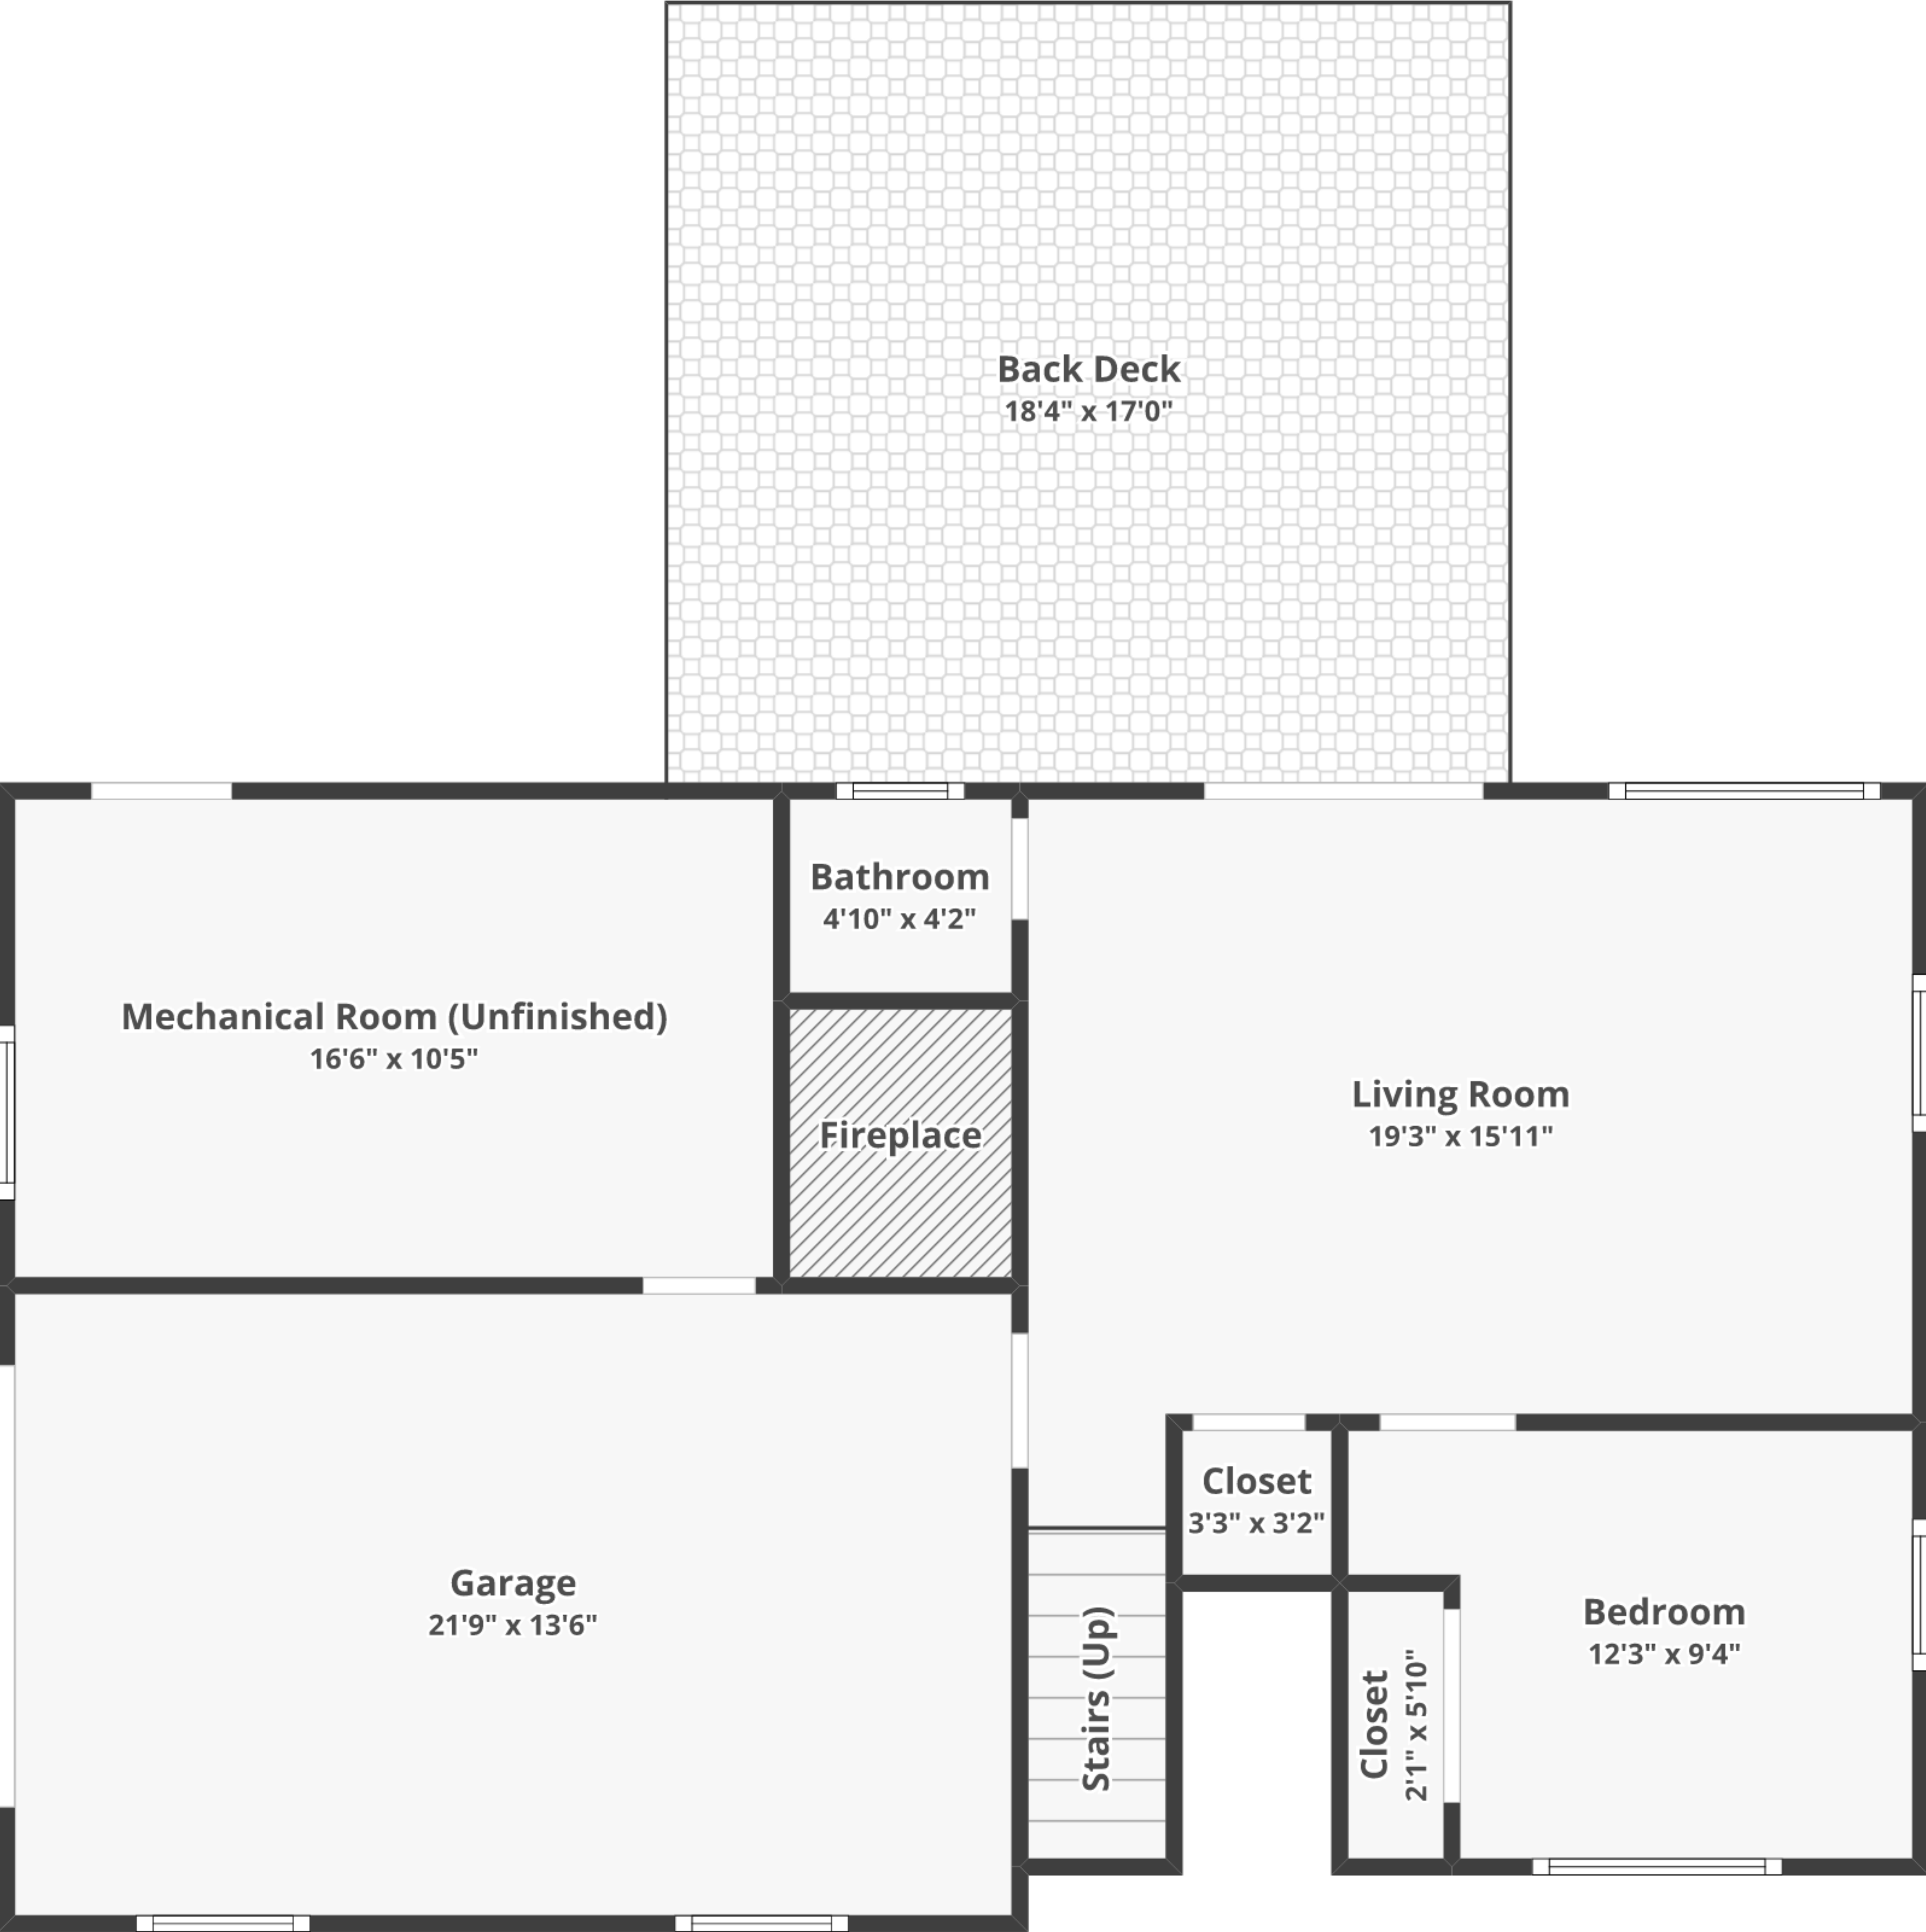 Back Deck
18'4" x 17'0"
Bathroom
4'10" x 4'2"
Mechanical Room (Unfinished)
16'6" x 10'5"
Fireplace
Living Room
19'3" x 15'11"
Closet
3'3" x 3'2"
Garage
21'9" x 13'6"
Stairs (Up)
Closet
2'1" x 5'10"
Bedroom
12'3" x 9'4"